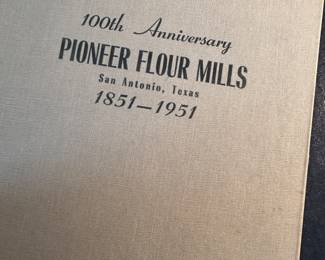 100th Anniversary
PIONEER FLOUR MILLS
San Antonio, Texas
1851—1951